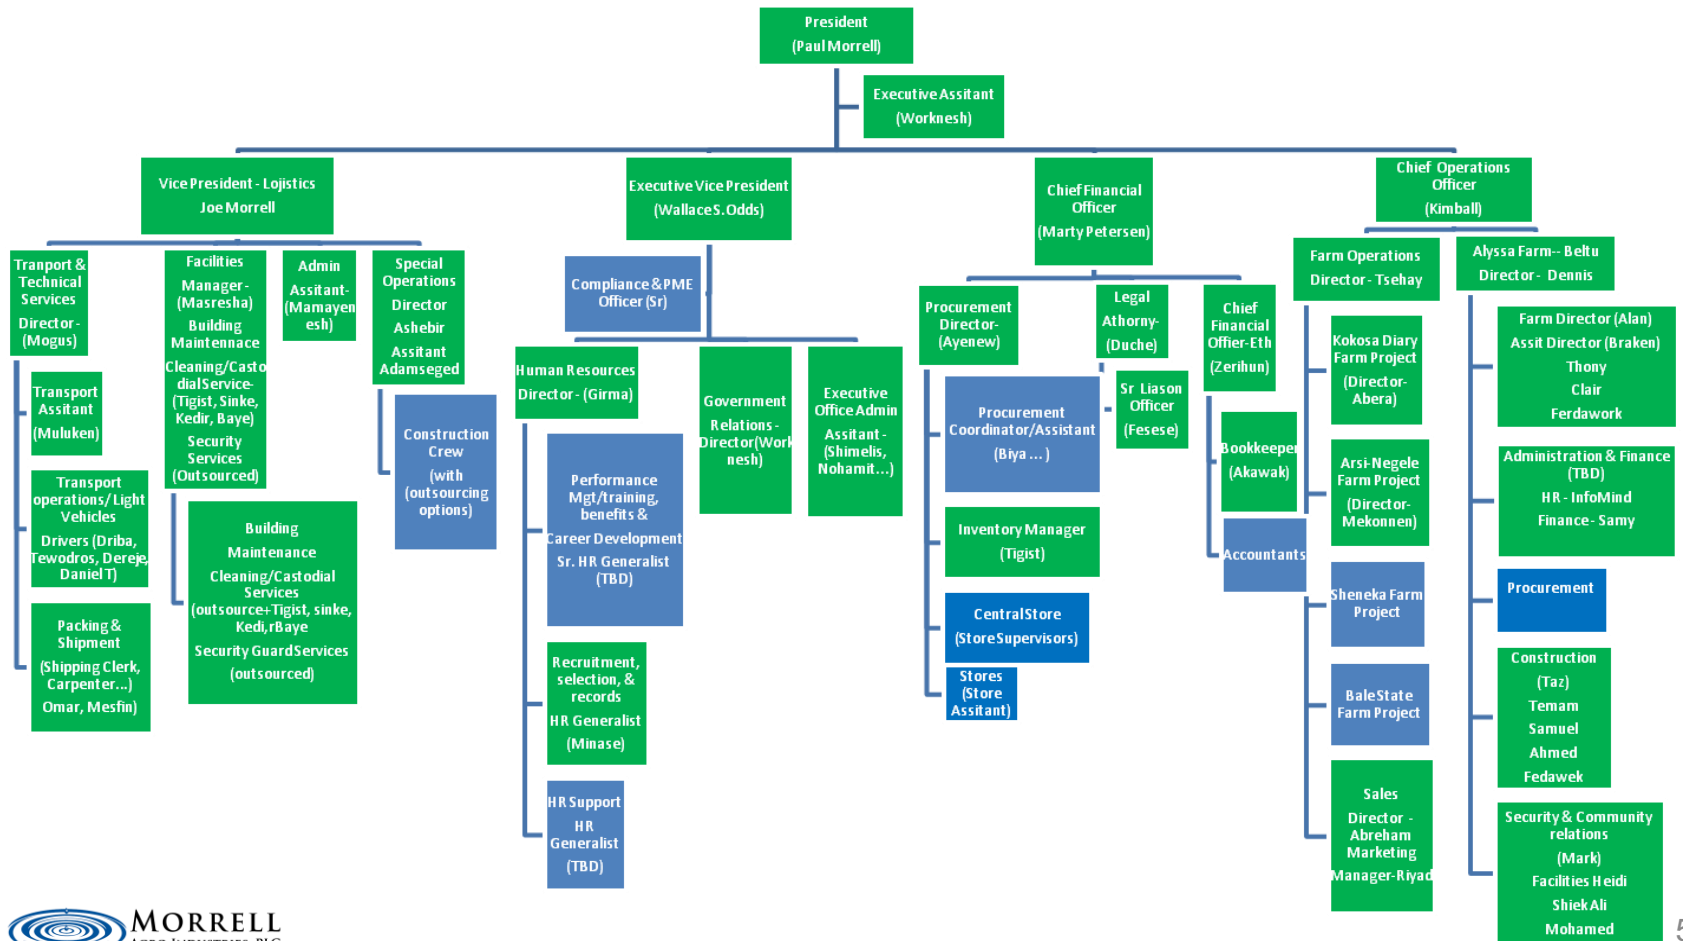 President
(Paul Morrell)
Executive Assitant
(Worknesh)
Vice President - Lojistics
Joe Morrell
Executive Vice President
(Wallace S. Odds)
Chief Financial
Officer
(Marty Petersen)
Chief Operations
Officer
(Kimball)
Tranport &
Technical
Services
Director -
(Mogus)
Facilities
Manager-
(Masresha)
Building
Maintennace
Cleaning/Casto
dial Service-
(Tigist, Sinke,
Kedir, Baye)
Security
Services
(Outsourced)
Admin
Assitant-
(Mamayen
esh)
Special
Operations
Director
Ashebir
Assitant
Adamseged
Transport
Assitant
(Muluken)
Transport
operations/ Light
Vehicles
Drivers (Driba,
Tewodros, Dereje,
Daniel T)
Packing &
Shipment
(Shipping Clerk,
Carpenter...)
Omar, Mesfin)
Building
Maintenance
Cleaning/Castodial
Services
(outsource+Tigist, sinke,
Kedi,rBaye
Security Guard Services
(outsourced)
Construction
Crew
(with
(outsourcing
options)
Compliance & PME
Officer (Sr)
Human Resources
Director - (Girma)
Government
Relations -
Director(Work
nesh)
Executive
Office Admin
Assitant -
(Shimelis,
Nohamit...)
Performance
Mgt/training,
benefits &
Career Development
Sr. HR Generalist
(TBD)
Recruitment,
selection, &
records
HR Generalist
(Minase)
HR Support
HR
Generalist
(TBD)
Procurement
Director-
(Ayenew)
Legal
Athorny-
(Duche)
Chief
Financial
Offier-Eth
(Zerihun)
Procurement
Coordinator/Assistant
(Biya ... )
Inventory Manager
(Tigist)
Central Store
(Store Supervisors)
Stores
(Store
Assitant)
Sr Liason
Officer
(Fesese)
Bookkeeper
(Akawak)
Accountants
Farm Operations
Director - Tsehay
Alyssa Farm-- Beltu
Director - Dennis
Kokosa Diary
Farm Project
(Director-
Abera)
Arsi-Negele
Farm Project
(Director-
Mekonnen)
Sheneka Farm
Project
Bale State
Farm Project
Sales
Director -
Abreham
Marketing
Manager-Riyad
Farm Director (Alan)
Assit Director (Braken)
Thony
Clair
Ferdawork
Administration & Finance
(TBD)
HR - InfoMind
Finance - Samy
Procurement
Construction
(Taz)
Temam
Samuel
Ahmed
Fedawek
Security & Community
relations
(Mark)
Facilities Heidi
Shiek Ali
Mohamed
MORRELL
AGRO INDUSTRIES, PLC
5